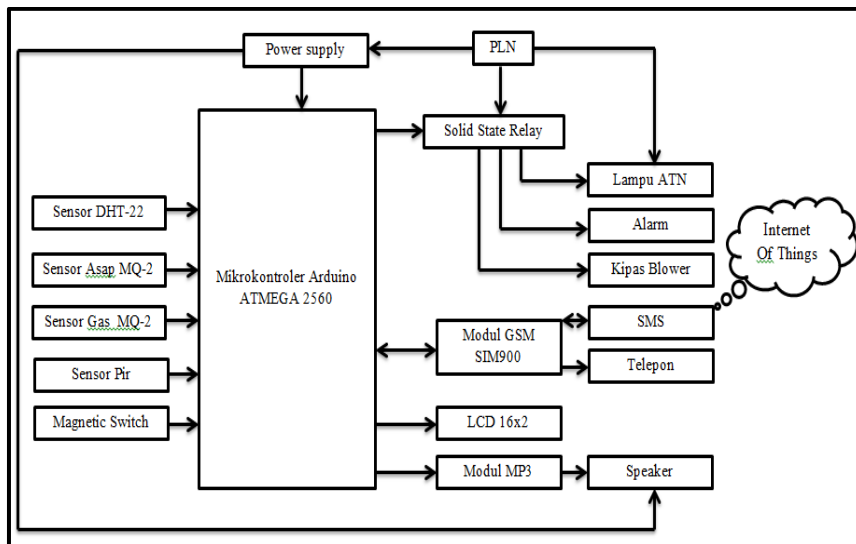 Power supply
PLN
Solid State Relay
Lampu ATN
Sensor DHT-22
Alarm
Internet
Of Things
Sensor Asap MQ-2
Mikrokontroler Arduino
ATMEGA 2560
Kipas Blower
Sensor Gas MQ-2
Modul GSM
SIM900
SMS
Sensor Pir
Telepon
Magnetic Switch
LCD 16x2
Modul MP3
Speaker